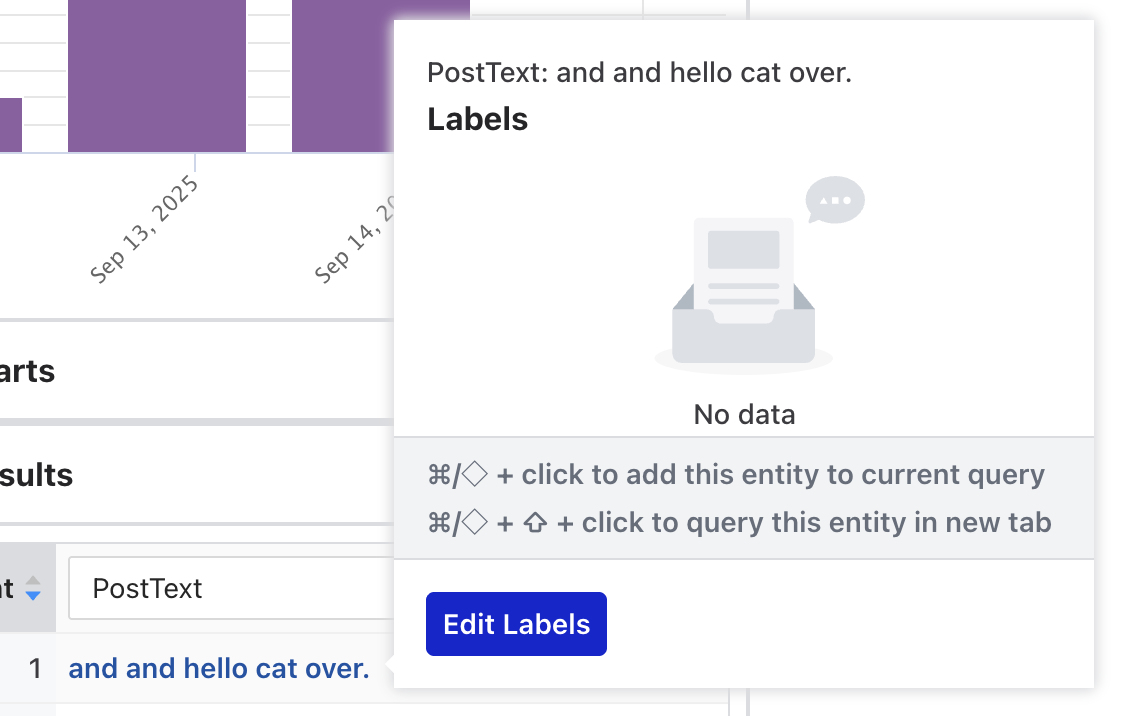 PostText: and and hello cat over.
Labels
No data
⌘/◇ + click to add this entity to current query
⌘/◇ + ⇧ + click to query this entity in new tab
Edit Labels
Sep 13, 2025
Sep 14, 20
arts
sults
t
PostText
1 and and hello cat over.